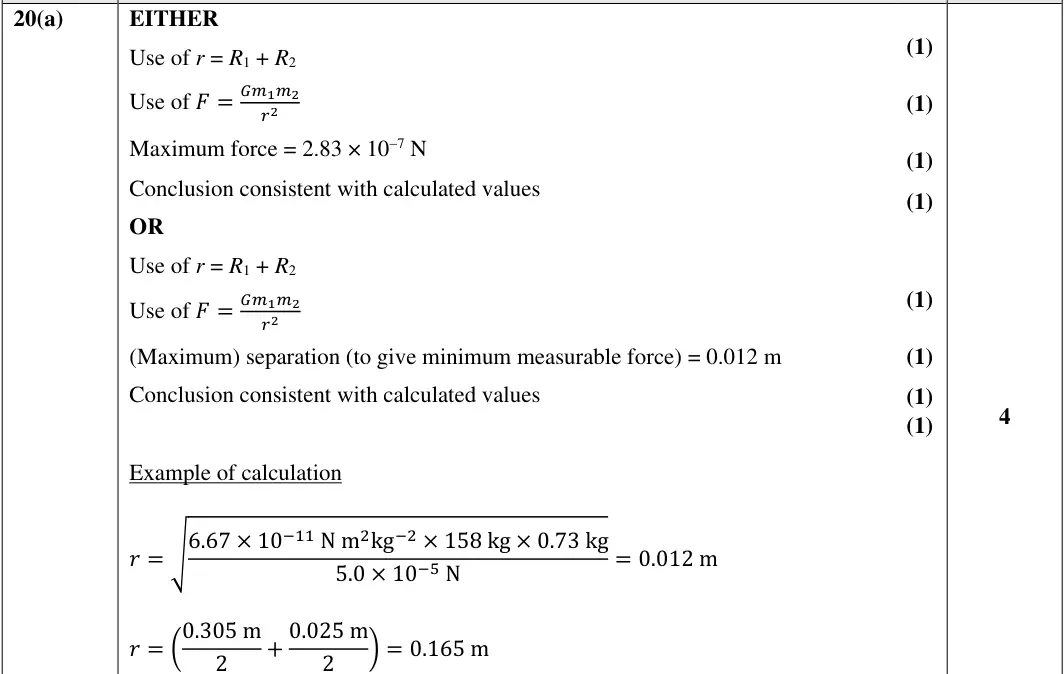 20(a) EITHER
Use of r = R₁ + R₂ (1)
Use of F = Gm₁m₂/r² (1)
Maximum force = 2.83 × 10⁻⁷ N (1)
Conclusion consistent with calculated values (1)
OR
Use of r = R₁ + R₂
Use of F = Gm₁m₂/r² (1)
(Maximum) separation (to give minimum measurable force) = 0.012 m (1)
Conclusion consistent with calculated values (1)
(1)
4
Example of calculation
r = √(6.67 × 10⁻¹¹ N m²kg⁻² × 158 kg × 0.73 kg / 5.0 × 10⁻⁵ N) = 0.012 m
r = (0.305 m/2 + 0.025 m/2) = 0.165 m